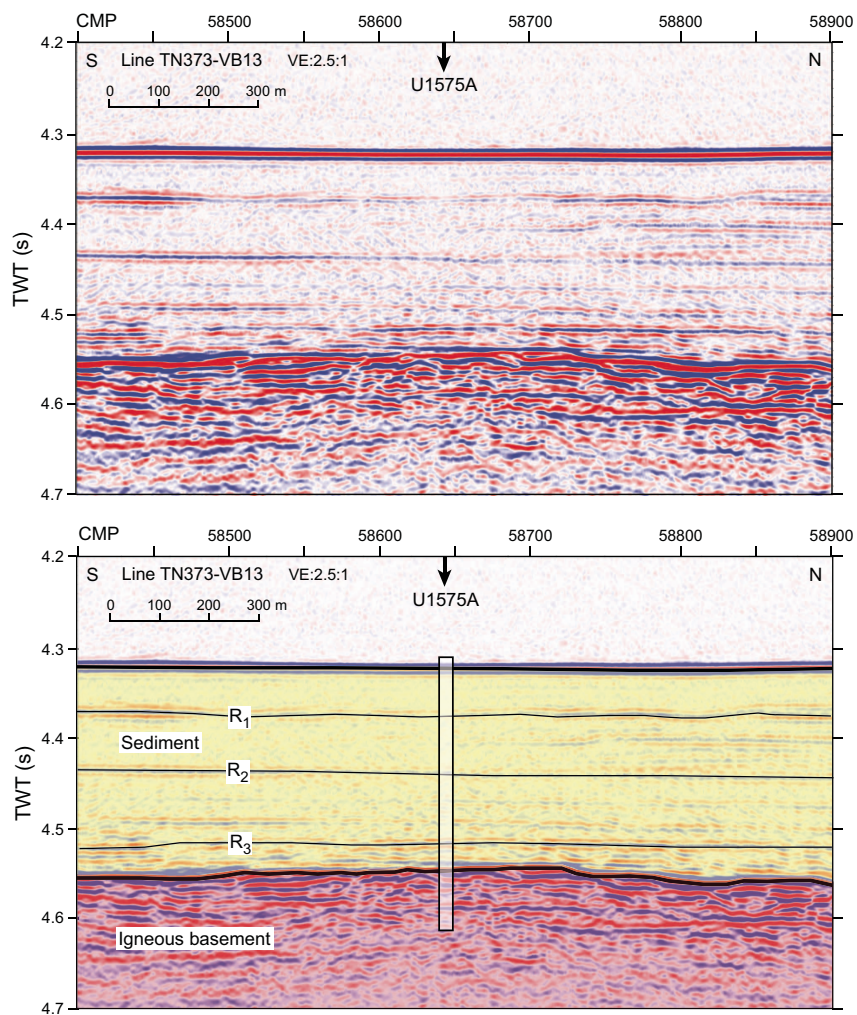 CMP 58500 58600 58700 58800 58900
4.2
S Line TN373-VB13 VE:2.5:1 N
U1575A
0 100 200 300 m
4.3
4.4
TWT (s)
4.5
4.6
4.7
CMP 58500 58600 58700 58800 58900
4.2
S Line TN373-VB13 VE:2.5:1 N
U1575A
0 100 200 300 m
4.3
R1
Sediment
4.4
TWT (s)
R2
4.5
R3
4.6
Igneous basement
4.7